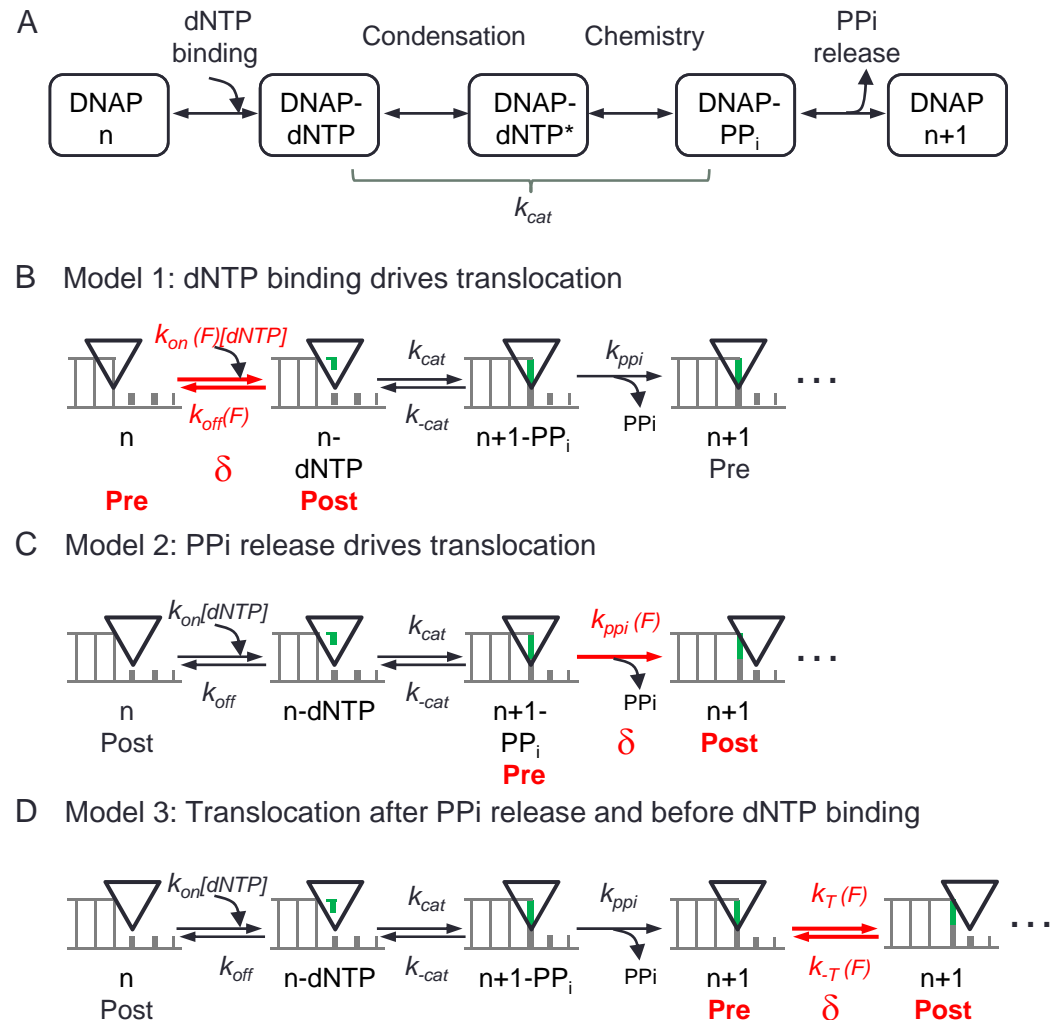 A
dNTP
binding
Condensation
Chemistry
PPi
release
DNAP
n
DNAP-
dNTP
DNAP-
dNTP*
DNAP-
PPi
DNAP
n+1
kcat
B Model 1: dNTP binding drives translocation
kon (F)[dNTP]
koff(F)
δ
kcat
k-cat
kppi
PPi
...
n
Pre
n-
dNTP
Post
n+1-PPi
n+1
Pre
C Model 2: PPi release drives translocation
kon[dNTP]
koff
kcat
k-cat
kppi (F)
PPi
δ
...
n
Post
n-dNTP
n+1-
PPi
Pre
n+1
Post
D Model 3: Translocation after PPi release and before dNTP binding
kon[dNTP]
koff
kcat
k-cat
kppi
PPi
kT (F)
k-T (F)
δ
...
n
Post
n-dNTP
n+1-PPi
n+1
Pre
n+1
Post